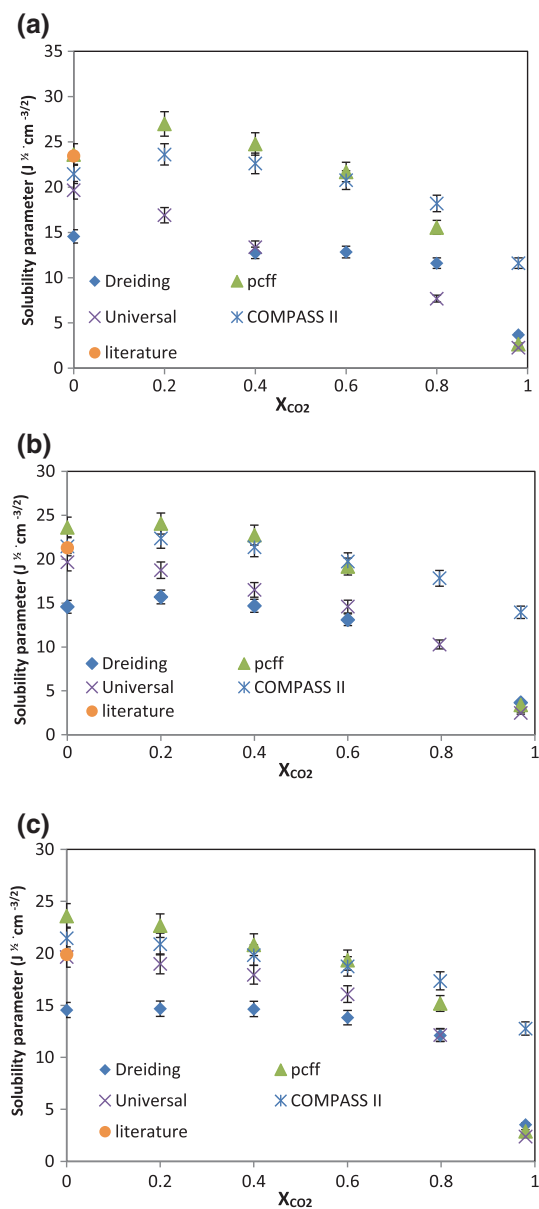 (a)
Solubility parameter (J ½ · cm -3/2)
35
30
25
20
15
10
5
0
Dreiding pcff
Universal COMPASS II
literature
0 0.2 0.4 0.6 0.8 1
XCO2
(b)
Solubility parameter (J ½ · cm -3/2)
30
25
20
15
10
5
0
Dreiding pcff
Universal COMPASS II
literature
0 0.2 0.4 0.6 0.8 1
XCO2
(c)
Solubility parameter (J ½ · cm -3/2)
30
25
20
15
10
5
0
Dreiding pcff
Universal COMPASS II
literature
0 0.2 0.4 0.6 0.8 1
XCO2